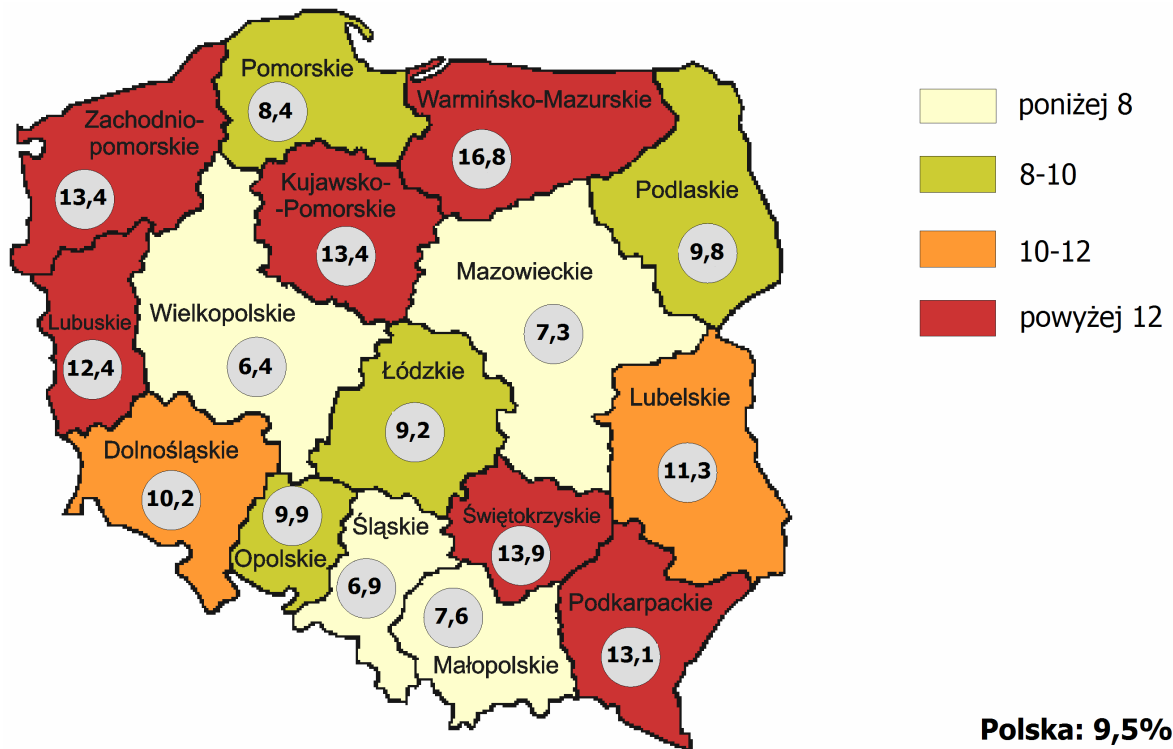 Pomorskie
8,4
Warmińsko-Mazurskie
16,8
Zachodnio-
pomorskie
13,4
Kujawsko-
-Pomorskie
13,4
Podlaskie
9,8
Mazowieckie
7,3
Wielkopolskie
6,4
Lubuskie
12,4
Łódzkie
9,2
Lubelskie
11,3
Dolnośląskie
10,2
9,9
Opolskie
Śląskie
6,9
Świętokrzyskie
13,9
7,6
Małopolskie
Podkarpackie
13,1
poniżej 8
8-10
10-12
powyżej 12
Polska: 9,5%